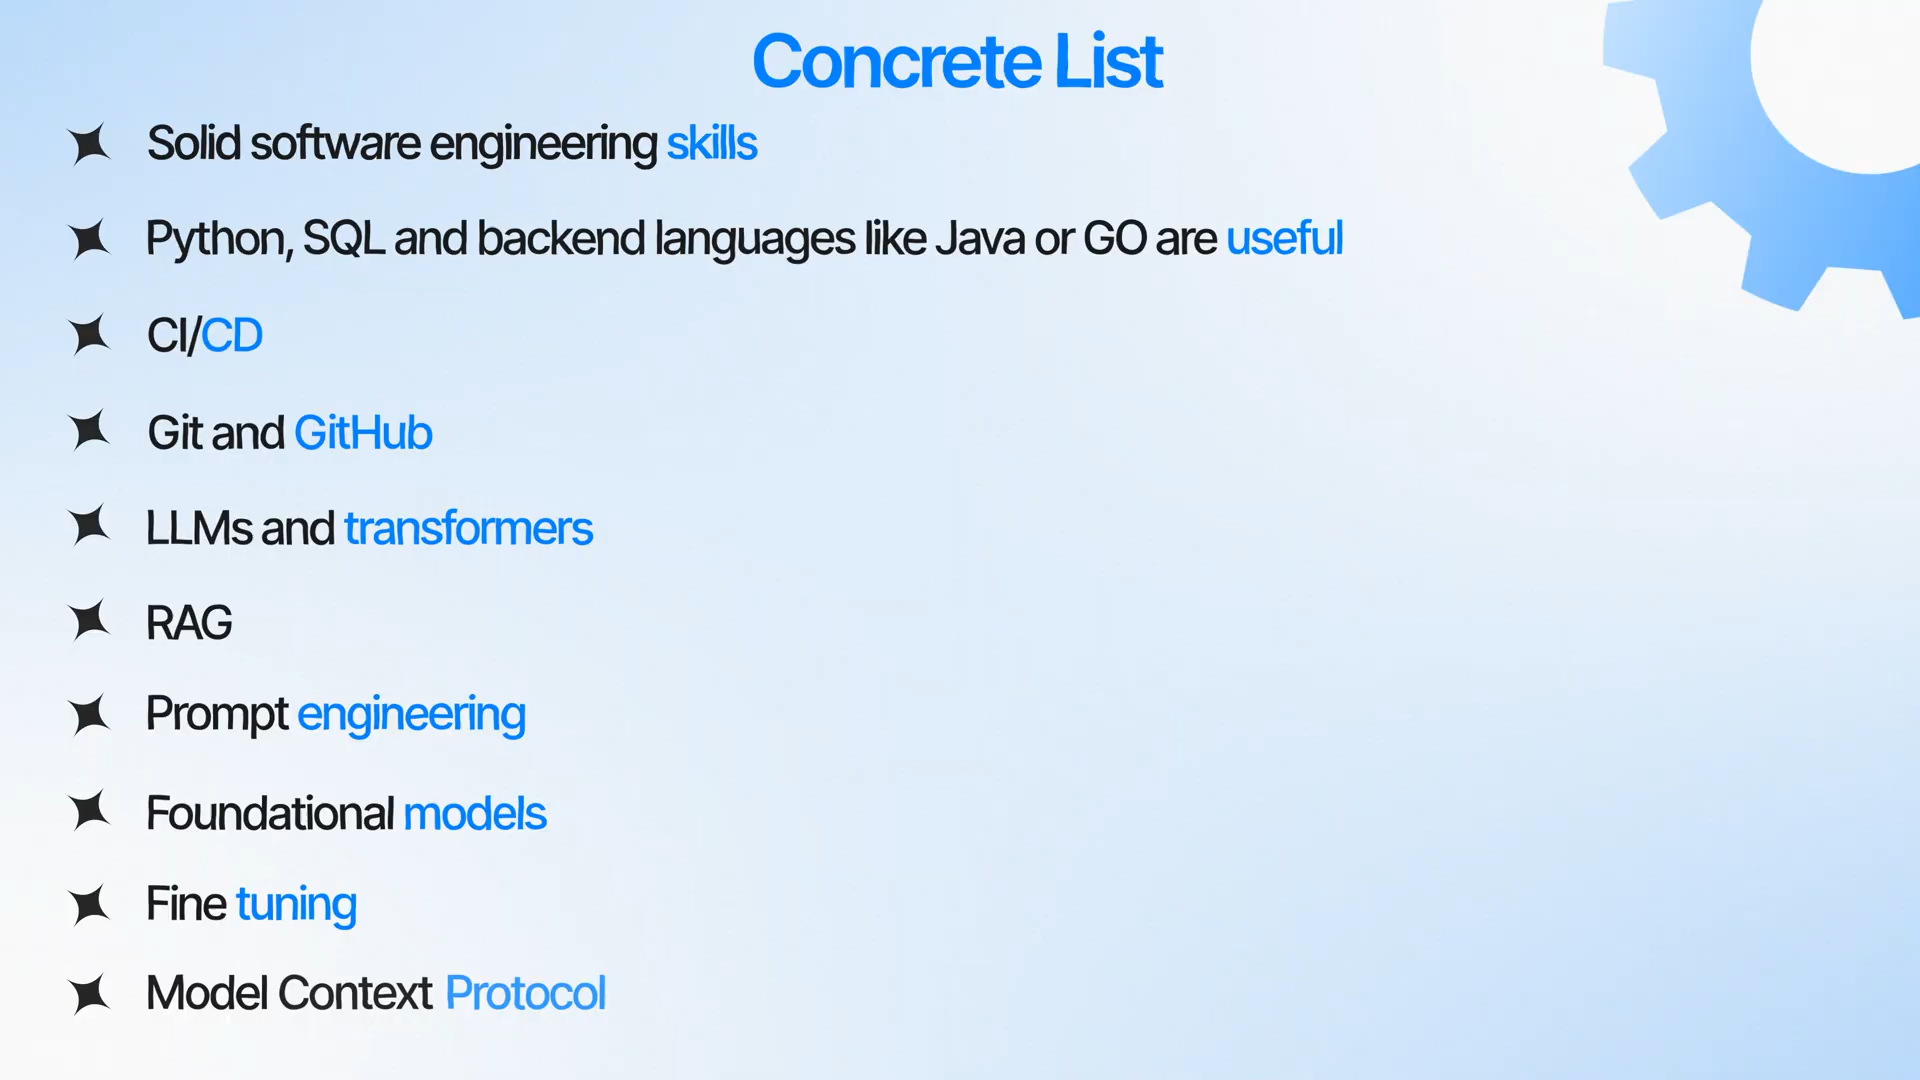 Concrete List
Solid software engineering skills
Python, SQL and backend languages like Java or GO are useful
CI/CD
Git and GitHub
LLMs and transformers
RAG
Prompt engineering
Foundational models
Fine tuning
Model Context Protocol